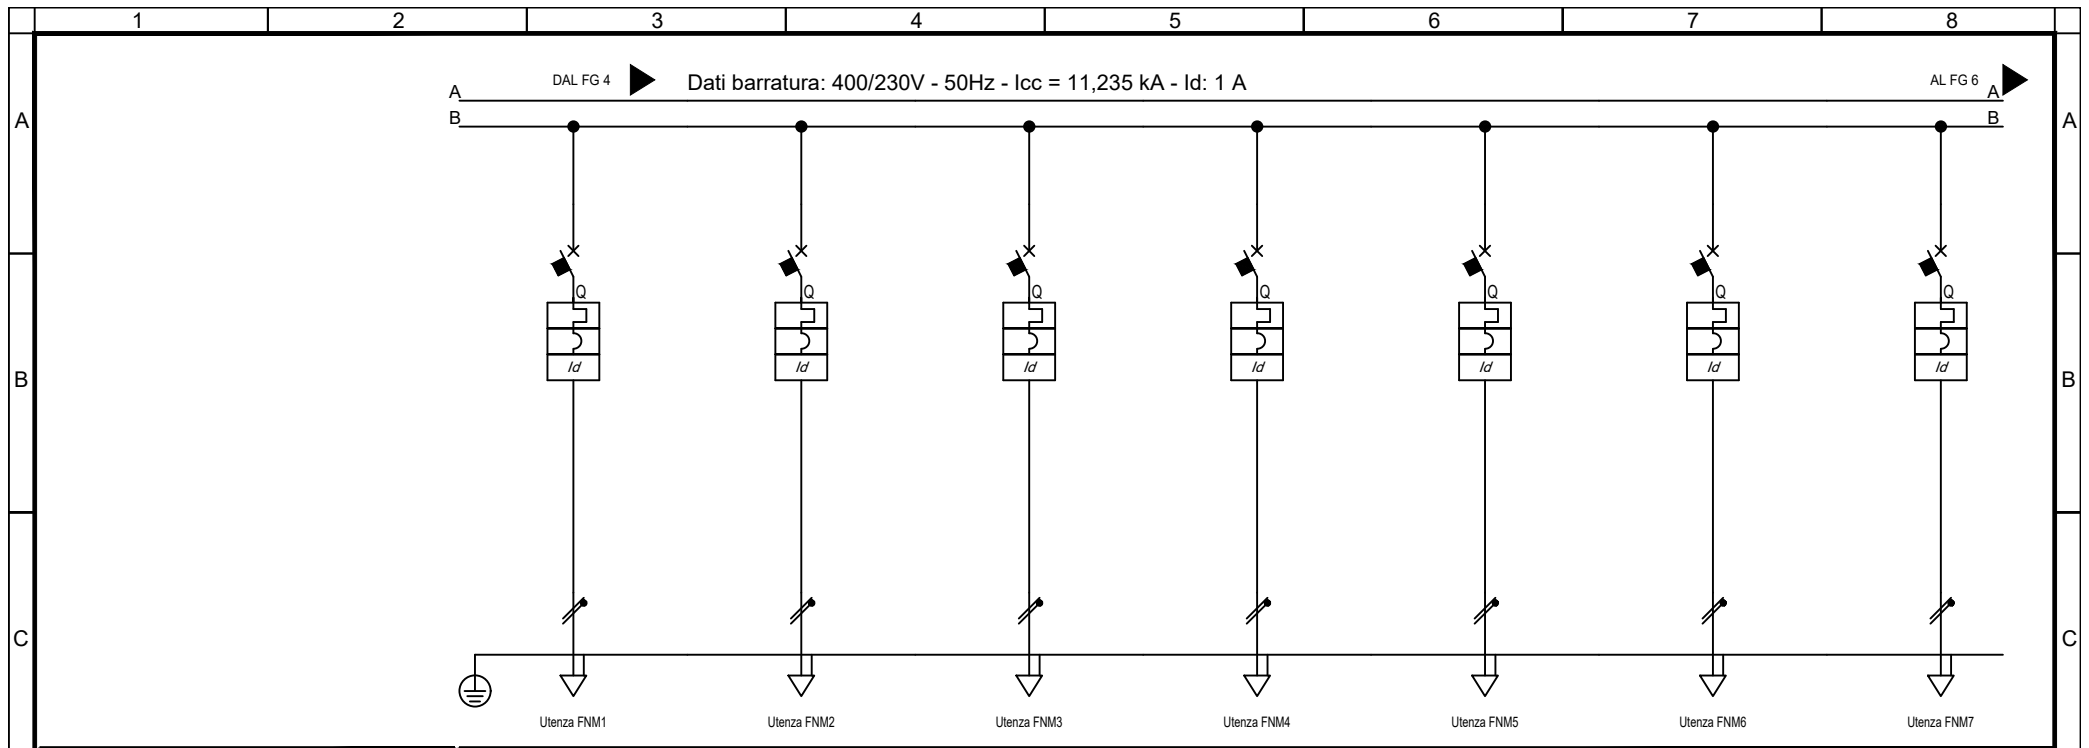 1 2 3 4 5 6 7 8
DAL FG 4 Dati barratura: 400/230V - 50Hz - Icc = 11,235 kA - Id: 1 A AL FG 6
A A
B B
A A
Q Q Q Q Q Q Q
Id Id Id Id Id Id Id
B B
C C
Utenza FNM1 Utenza FNM2 Utenza FNM3 Utenza FNM4 Utenza FNM5 Utenza FNM6 Utenza FNM7